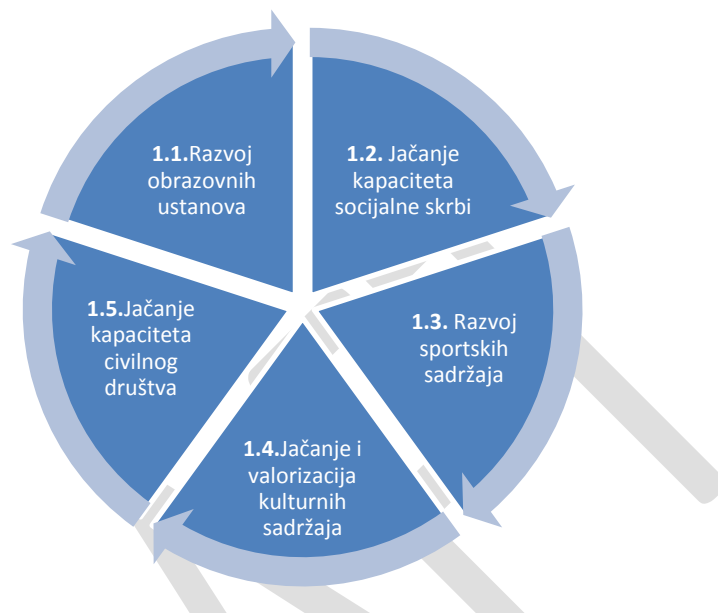 1.1.Razvoj
obrazovnih
ustanova
1.2. Jačanje
kapaciteta
socijalne skrbi
1.3. Razvoj
sportskih
sadržaja
1.4.Jačanje i
valorizacija
kulturnih
sadržaja
1.5.Jačanje
kapaciteta
civilnog
društva